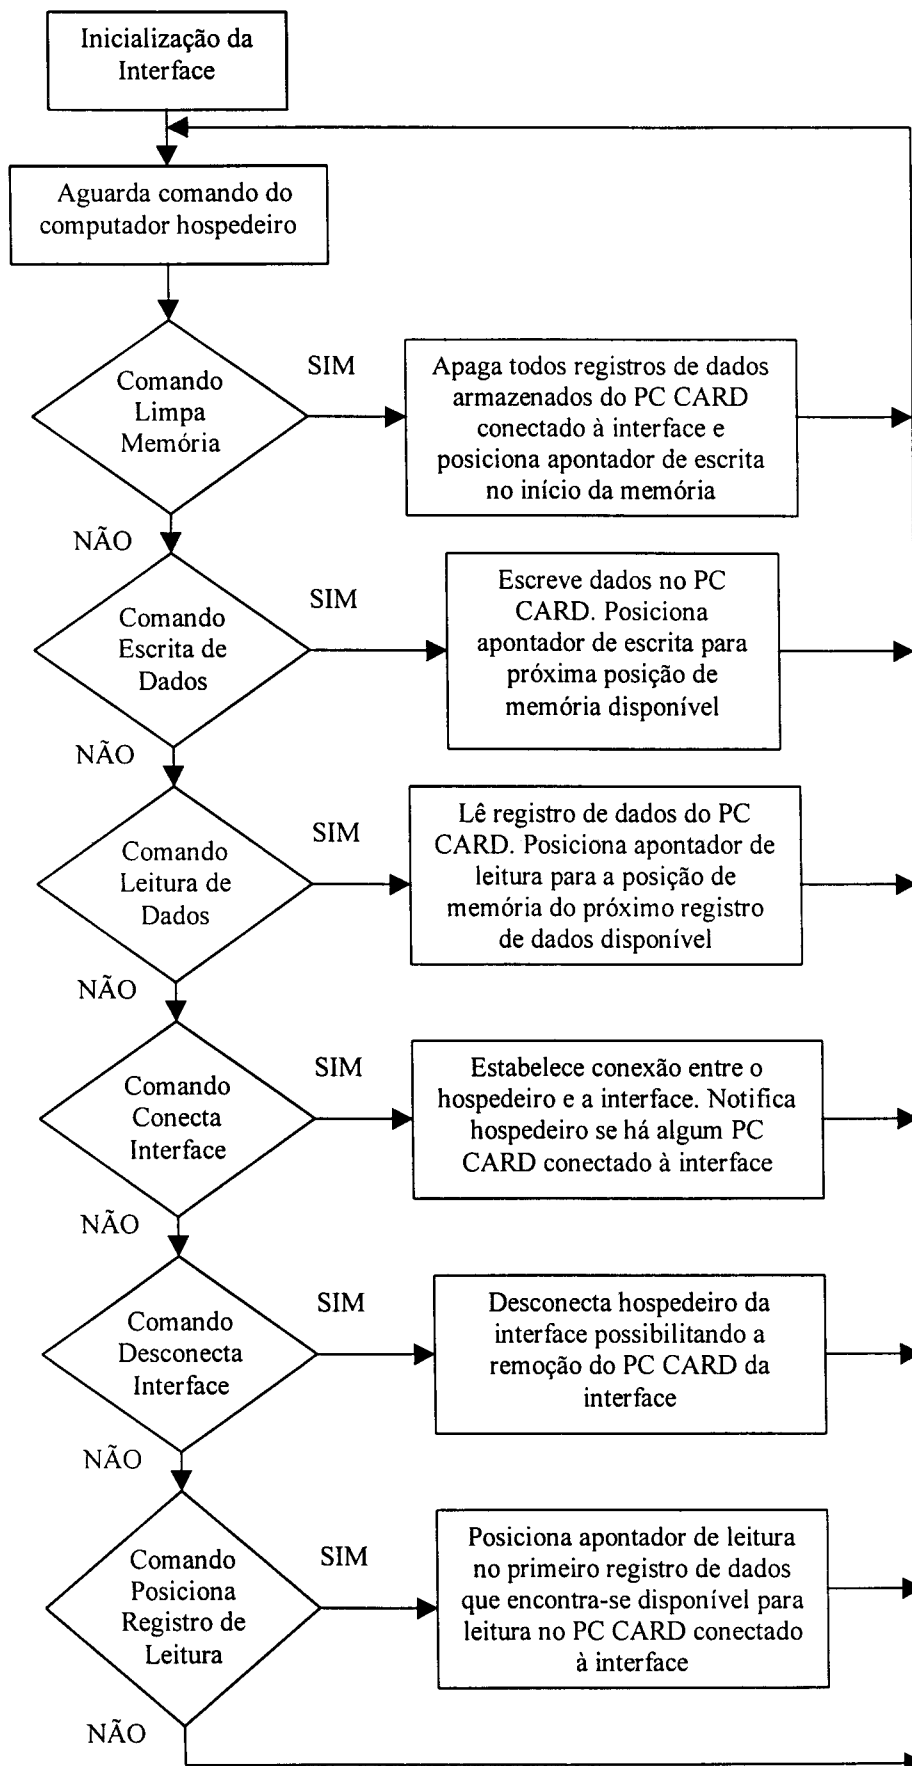 Inicialização da
Interface
Aguarda comando do
computador hospedeiro
Comando
Limpa
Memória
SIM
Apaga todos registros de dados
armazenados do PC CARD
conectado à interface e
posiciona apontador de escrita
no início da memória
NÃO
Comando
Escrita de
Dados
SIM
Escreve dados no PC
CARD. Posiciona
apontador de escrita para
próxima posição de
memória disponível
NÃO
Comando
Leitura de
Dados
SIM
Lê registro de dados do PC
CARD. Posiciona apontador de
leitura para a posição de
memória do próximo registro
de dados disponível
NÃO
Comando
Conecta
Interface
SIM
Estabelece conexão entre o
hospedeiro e a interface. Notifica
hospedeiro se há algum PC
CARD conectado à interface
NÃO
Comando
Desconecta
Interface
SIM
Desconecta hospedeiro da
interface possibilitando a
remoção do PC CARD da
interface
NÃO
Comando
Posiciona
Registro de
Leitura
SIM
Posiciona apontador de leitura
no primeiro registro de dados
que encontra-se disponível para
leitura no PC CARD conectado
à interface
NÃO